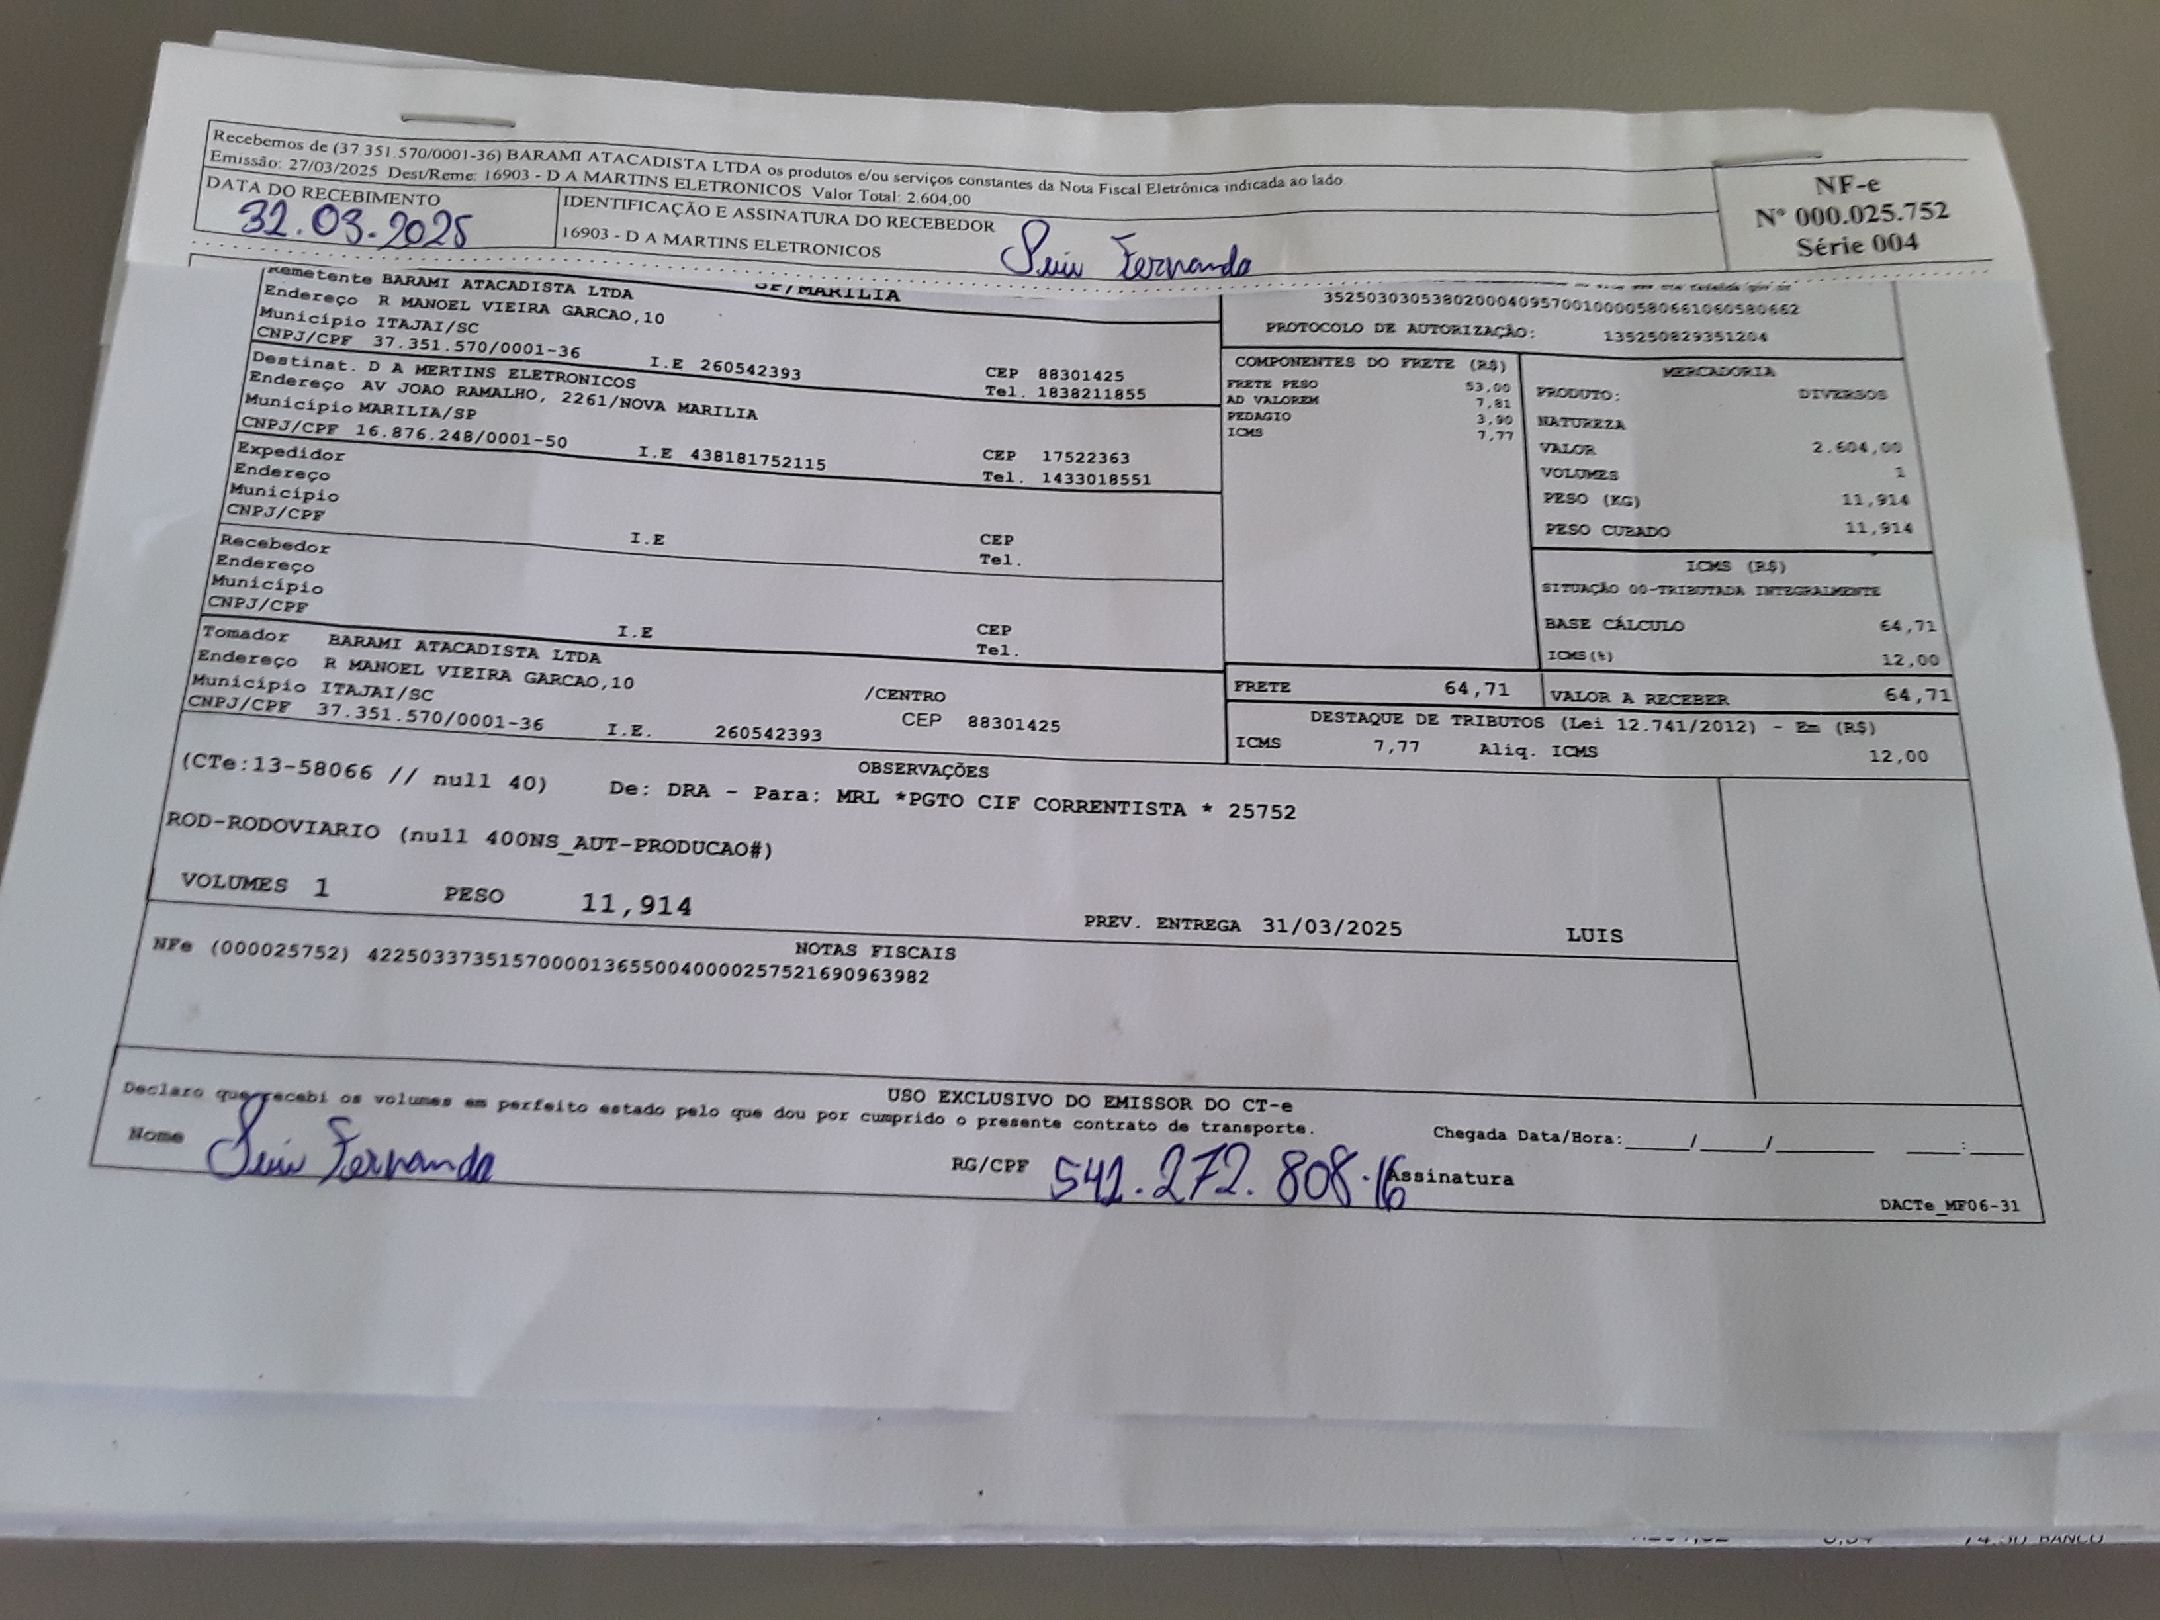 Recebemos de (37.351.570/0001-36) BARAMI ATACADISTA LTDA os produtos e/ou serviços constantes da Nota Fiscal Eletrônica indicada ao lado
Emissão: 27/03/2025 Dest/Reme: 16903 - D A MARTINS ELETRONICOS Valor Total: 2.604,00
DATA DO RECEBIMENTO
31.03.2025
IDENTIFICAÇÃO E ASSINATURA DO RECEBEDOR
16903 - D A MARTINS ELETRONICOS
Luis Fernando
NF-e
Nº 000.025.752
Série 004
Remetente BARAMI ATACADISTA LTDA
SP/MARILIA
Endereço R MANOEL VIEIRA GARCAO,10
Município ITAJAI/SC
CNPJ/CPF 37.351.570/0001-36 I.E 260542393
CEP 88301425
Tel. 1838211855
Destinat. D A MERTINS ELETRONICOS
Endereço AV JOAO RAMALHO, 2261/NOVA MARILIA
Município MARILIA/SP
CNPJ/CPF 16.876.248/0001-50 I.E 438181752115
CEP 17522363
Tel. 1433018551
Expedidor
Endereço
Município
CNPJ/CPF I.E
CEP
Tel.
Recebedor
Endereço
Município
CNPJ/CPF I.E
CEP
Tel.
Tomador BARAMI ATACADISTA LTDA
Endereço R MANOEL VIEIRA GARCAO,10 /CENTRO
Município ITAJAI/SC CEP 88301425
CNPJ/CPF 37.351.570/0001-36 I.E. 260542393
35250303053802000409570010000580661060580662
PROTOCOLO DE AUTORIZAÇÃO: 135250829351204
COMPONENTES DO FRETE (R$)
FRETE PESO 53,00
AD VALOREM 7,81
PEDAGIO 3,90
ICMS 7,77
MERCADORIA
PRODUTO: DIVERSOS
NATUREZA
VALOR 2.604,00
VOLUMES 1
PESO (KG) 11,914
PESO CUBADO 11,914
ICMS (R$)
SITUAÇÃO 00-TRIBUTADA INTEGRALMENTE
BASE CÁLCULO 64,71
ICMS(%) 12,00
FRETE 64,71 VALOR A RECEBER 64,71
DESTAQUE DE TRIBUTOS (Lei 12.741/2012) - Em (R$)
ICMS 7,77 Aliq. ICMS 12,00
OBSERVAÇÕES
(CTe:13-58066 // null 40) De: DRA - Para: MRL *PGTO CIF CORRENTISTA * 25752
ROD-RODOVIARIO (null 400NS_AUT-PRODUCAO#)
VOLUMES 1 PESO 11,914 PREV. ENTREGA 31/03/2025 LUIS
NOTAS FISCAIS
NFe (000025752) 42250337351570000136550040000257521690963982
USO EXCLUSIVO DO EMISSOR DO CT-e
Declaro que recebi os volumes em perfeito estado pelo que dou por cumprido o presente contrato de transporte.
Chegada Data/Hora:____/____/______ ___:___
Nome Luis Fernando RG/CPF 541.272.808.16 Assinatura
DACTe_MF06-31
BANCO